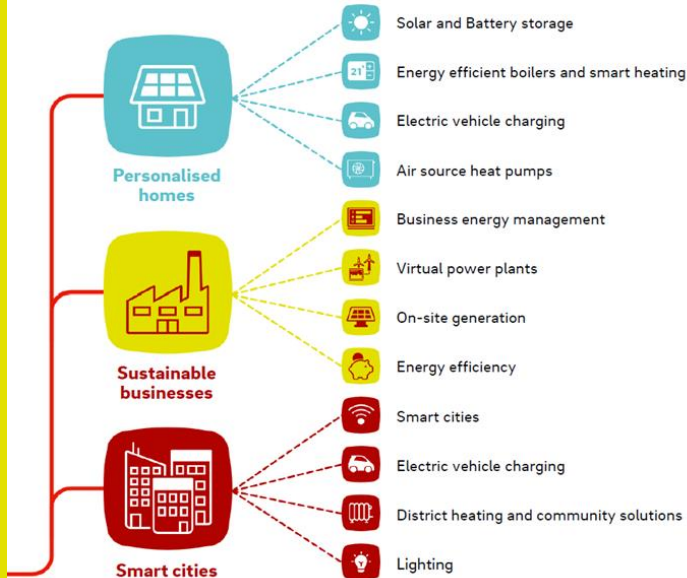 Solar and Battery storage
21°
Energy efficient boilers and smart heating
Electric vehicle charging
Air source heat pumps
Personalised
homes
Business energy management
Virtual power plants
On-site generation
Energy efficiency
Sustainable
businesses
Smart cities
Electric vehicle charging
District heating and community solutions
Lighting
Smart cities